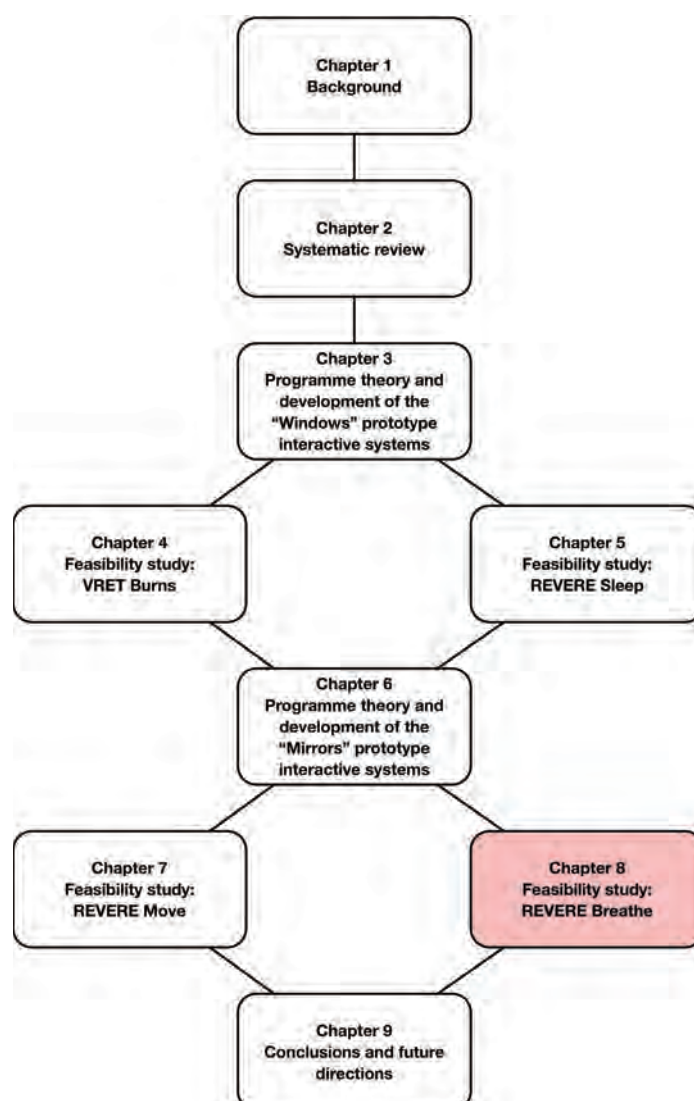 Chapter 1
Background
Chapter 2
Systematic review
Chapter 3
Programme theory and
development of the
“Windows” prototype
interactive systems
Chapter 4
Feasibility study:
VRET Burns
Chapter 5
Feasibility study:
REVERE Sleep
Chapter 6
Programme theory and
development of the
“Mirrors” prototype
interactive systems
Chapter 7
Feasibility study:
REVERE Move
Chapter 8
Feasibility study:
REVERE Breathe
Chapter 9
Conclusions and future
directions